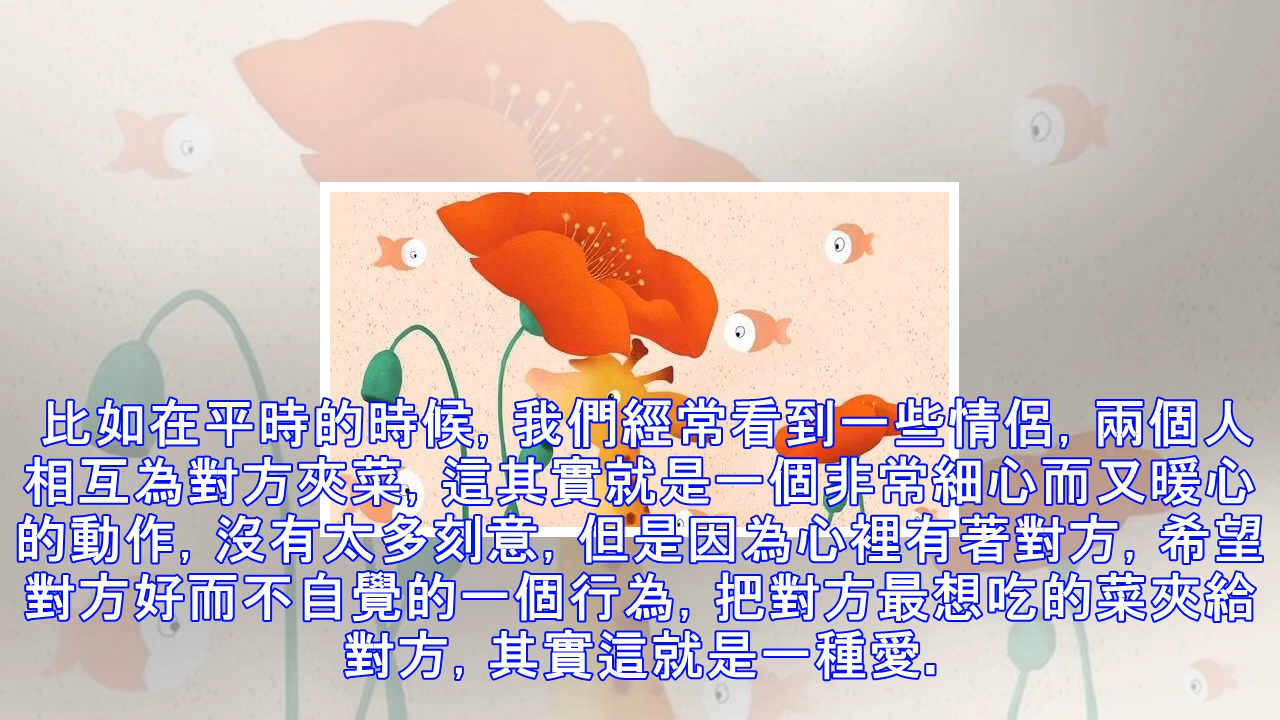 比如在平時的時候, 我們經常看到一些情侶, 兩個人
相互為對方夾菜, 這其實就是一個非常細心而又暖心
的動作, 沒有太多刻意, 但是因為心裡有著對方, 希望
對方好而不自覺的一個行為, 把對方最想吃的菜夾給
對方, 其實這就是一種愛.